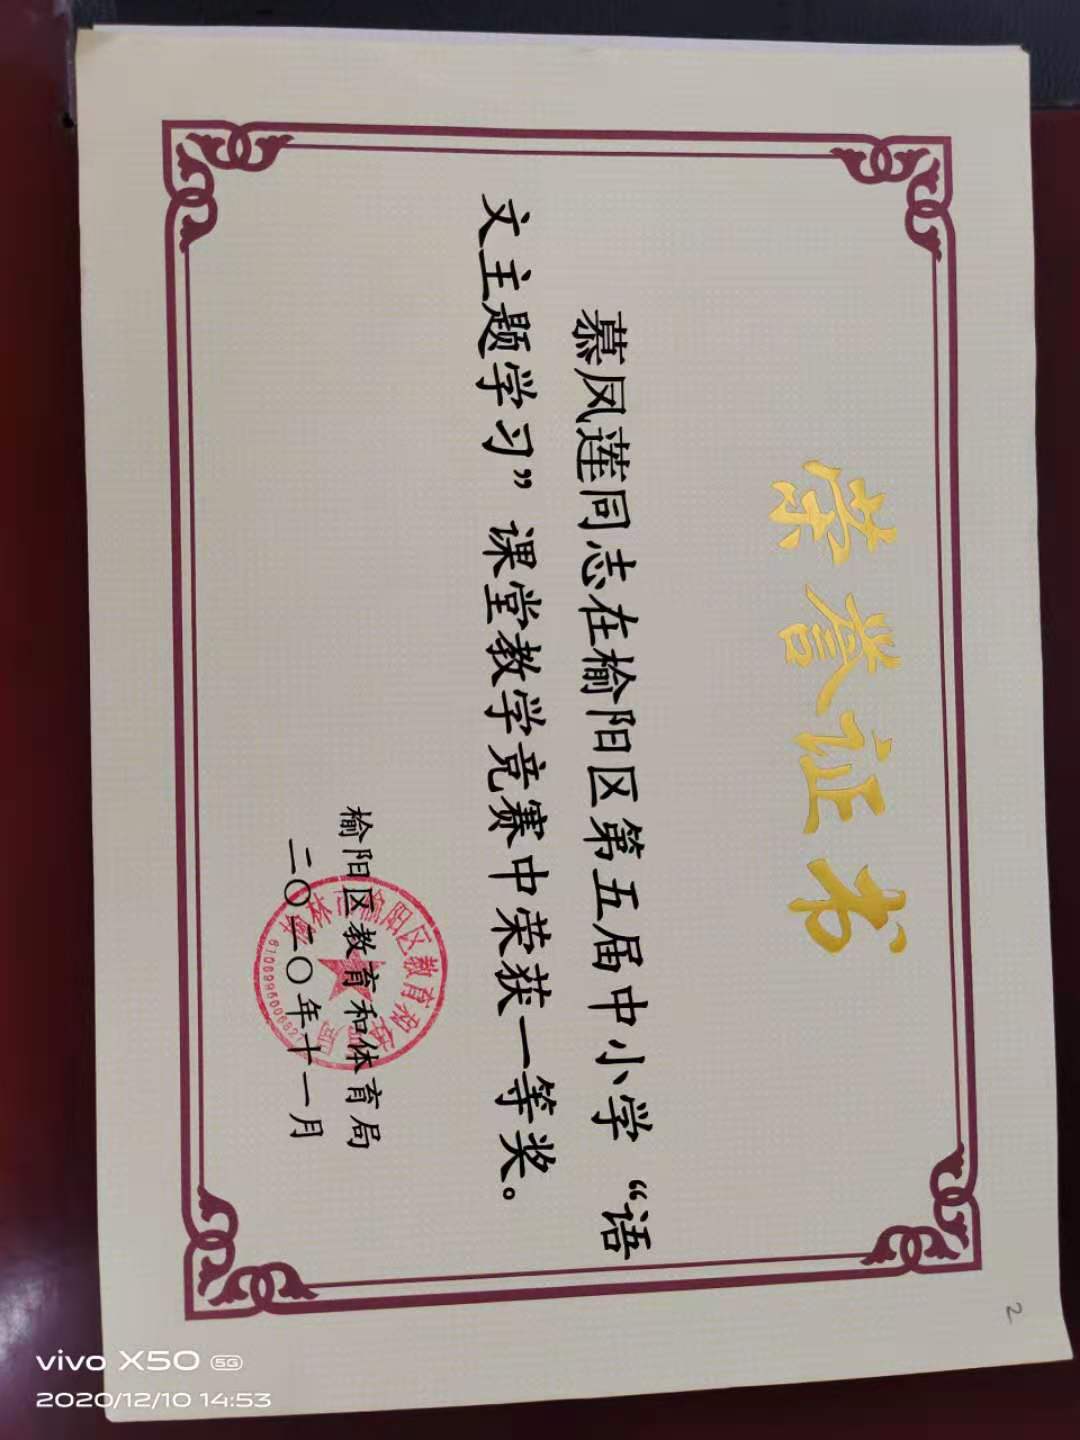 荣誉证书
慕凤莲同志在榆阳区第五届中小学“语
文主题学习”课堂教学竞赛中荣获一等奖。
榆阳区教育和体育局
二〇二〇年十一月
2
vivo X50 5G
2020/12/10 14:53